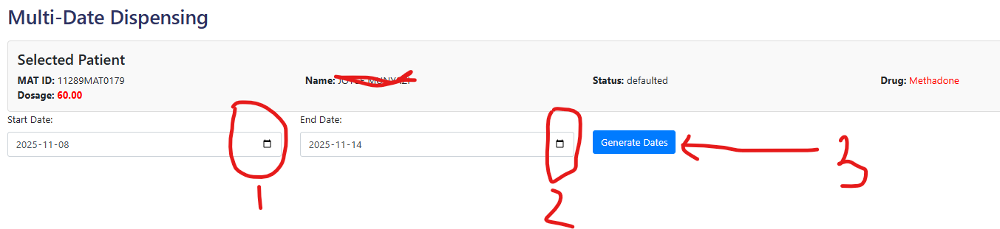 Multi-Date Dispensing
Selected Patient
MAT ID: 11289MAT0179 Name: Status: defaulted Drug: Methadone
Dosage: 60.00
Start Date: End Date:
2025-11-08 2025-11-14 Generate Dates
1 2 3